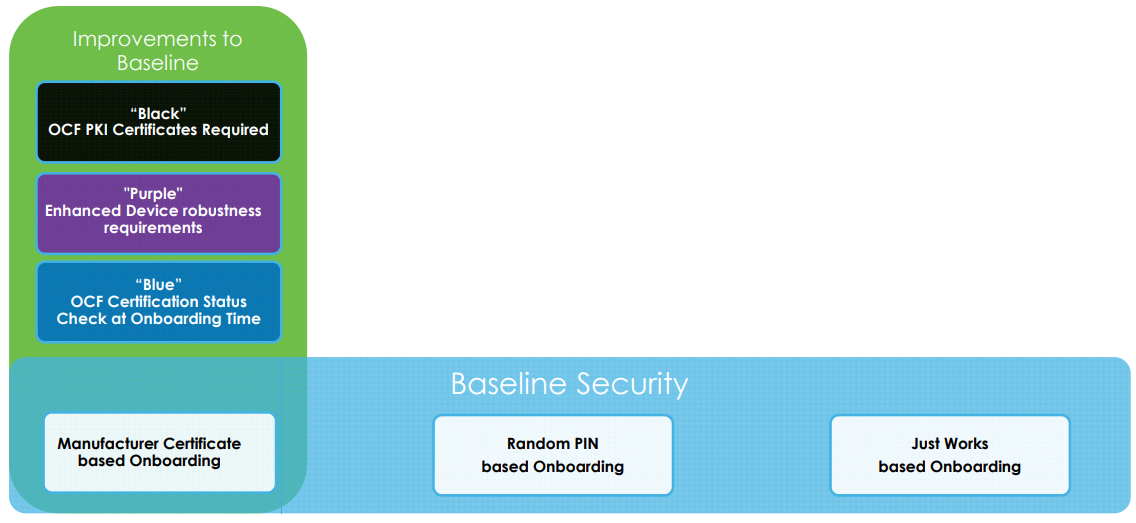 Improvements to
Baseline
“Black”
OCF PKI Certificates Required
"Purple"
Enhanced Device robustness
requirements
“Blue”
OCF Certification Status
Check at Onboarding Time
Baseline Security
Manufacturer Certificate
based Onboarding
Random PIN
based Onboarding
Just Works
based Onboarding